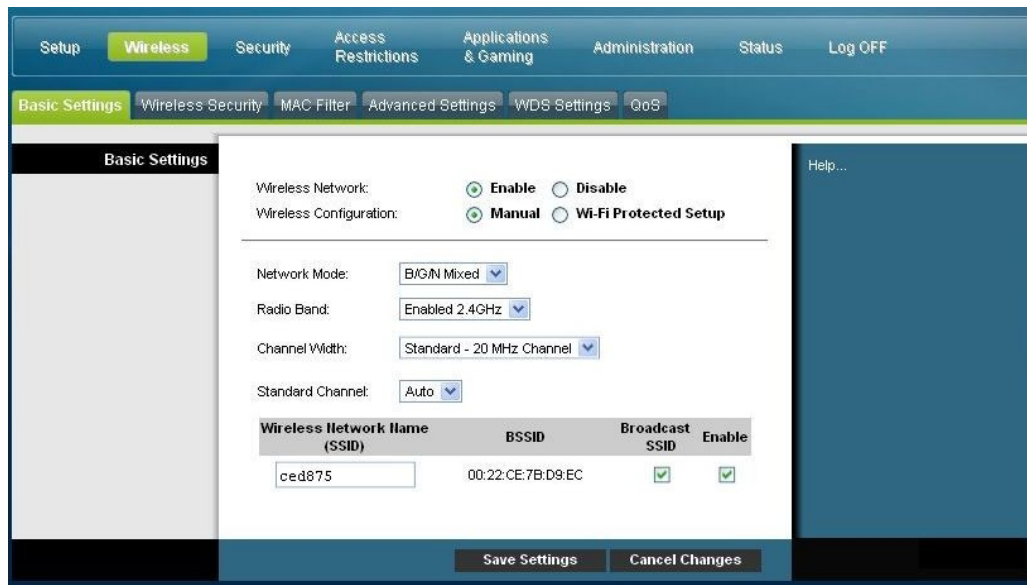 Setup Wireless Security Access Restrictions Applications & Gaming Administration Status Log OFF
Basic Settings Wireless Security MAC Filter Advanced Settings WDS Settings QoS
Basic Settings
Help...
Wireless Network: Enable Disable
Wireless Configuration: Manual Wi-Fi Protected Setup
Network Mode: B/G/N Mixed
Radio Band: Enabled 2.4GHz
Channel Width: Standard - 20 MHz Channel
Standard Channel: Auto
Wireless Network Name (SSID) BSSID Broadcast SSID Enable
ced875 00:22:CE:7B:D9:EC
Save Settings Cancel Changes